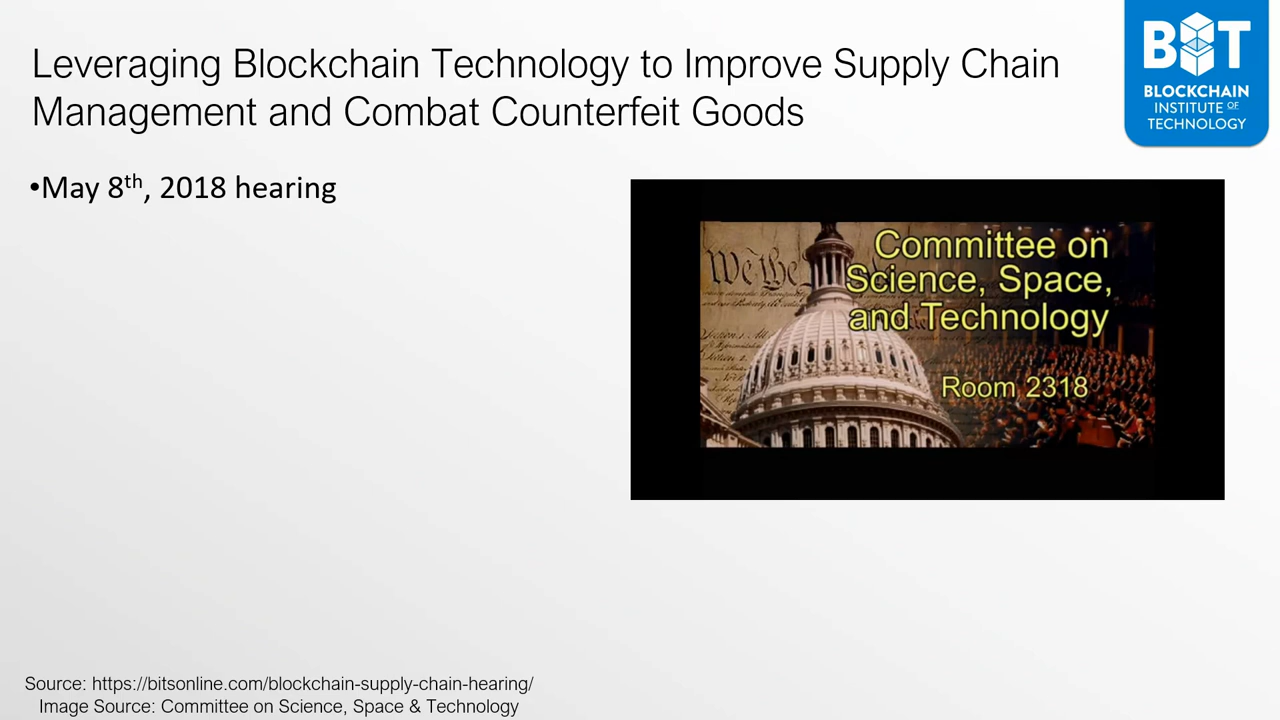 Leveraging Blockchain Technology to Improve Supply Chain
Management and Combat Counterfeit Goods
BIT
BLOCKCHAIN
INSTITUTE OF
TECHNOLOGY
•May 8th, 2018 hearing
We the
Committee on
Science, Space,
and Technology
Room 2318
Source: https://bitsonline.com/blockchain-supply-chain-hearing/
Image Source: Committee on Science, Space & Technology